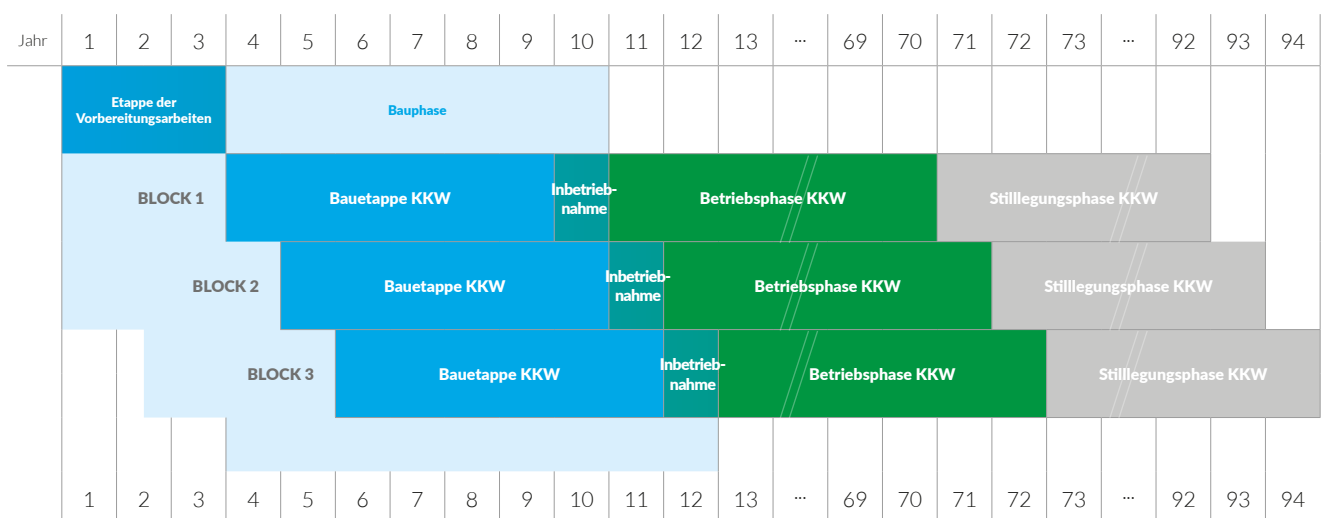 Jahr 1 2 3 4 5 6 7 8 9 10 11 12 13 ... 69 70 71 72 73 ... 92 93 94
Etappe der
Vorbereitungsarbeiten
Bauphase
BLOCK 1 Bauetappe KKW Inbetrieb-
nahme Betriebsphase KKW Stilllegungsphase KKW
BLOCK 2 Bauetappe KKW Inbetrieb-
nahme Betriebsphase KKW Stilllegungsphase KKW
BLOCK 3 Bauetappe KKW Inbetrieb-
nahme Betriebsphase KKW Stilllegungsphase KKW
1 2 3 4 5 6 7 8 9 10 11 12 13 ... 69 70 71 72 73 ... 92 93 94